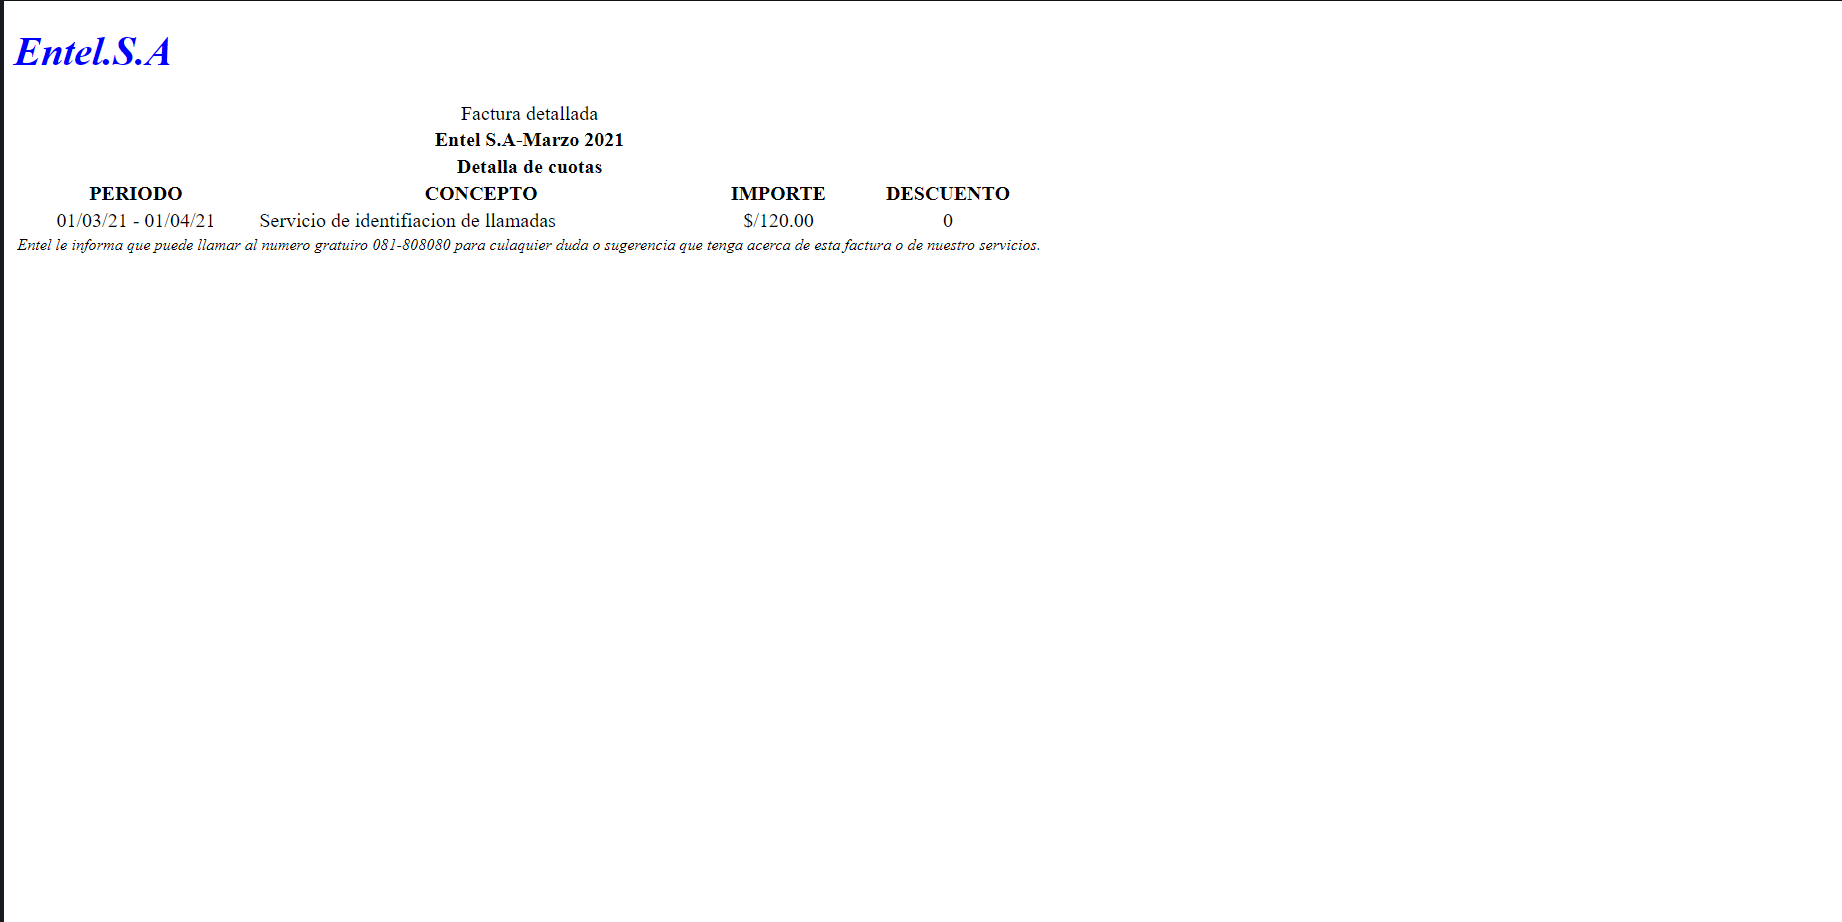 Entel.S.A
Factura detallada
Entel S.A-Marzo 2021
Detalla de cuotas
PERIODO CONCEPTO IMPORTE DESCUENTO
01/03/21 - 01/04/21 Servicio de identifiacion de llamadas S/120.00 0
Entel le informa que puede llamar al numero gratuiro 081-808080 para culaquier duda o sugerencia que tenga acerca de esta factura o de nuestro servicios.